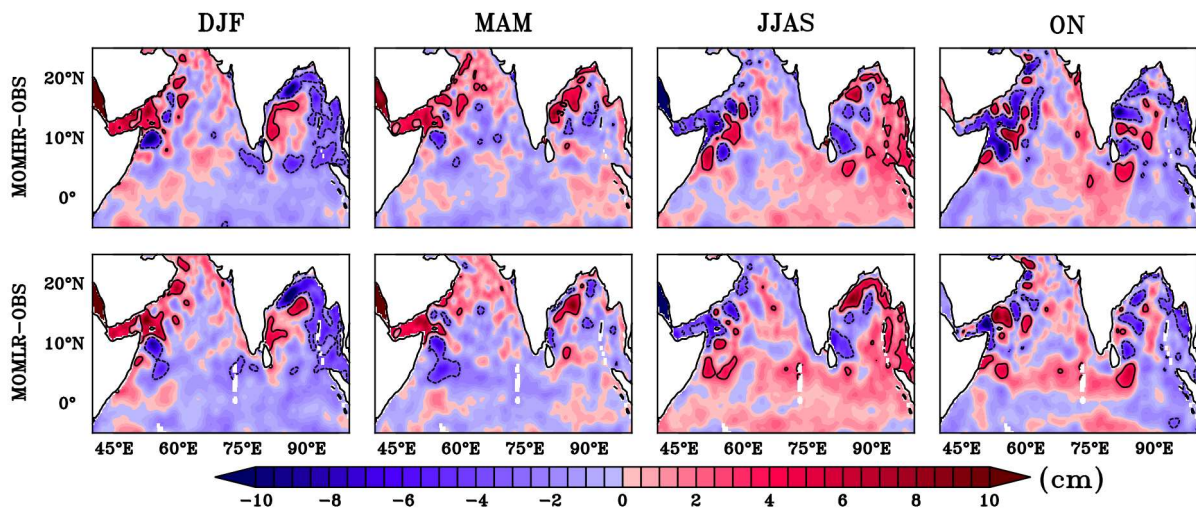 DJF MAM JJAS ON
MOMHR-OBS
20°N
10°N
0°
MOMLR-OBS
20°N
10°N
0°
45°E 60°E 75°E 90°E 45°E 60°E 75°E 90°E 45°E 60°E 75°E 90°E 45°E 60°E 75°E 90°E
-10 -8 -6 -4 -2 0 2 4 6 8 10 (cm)